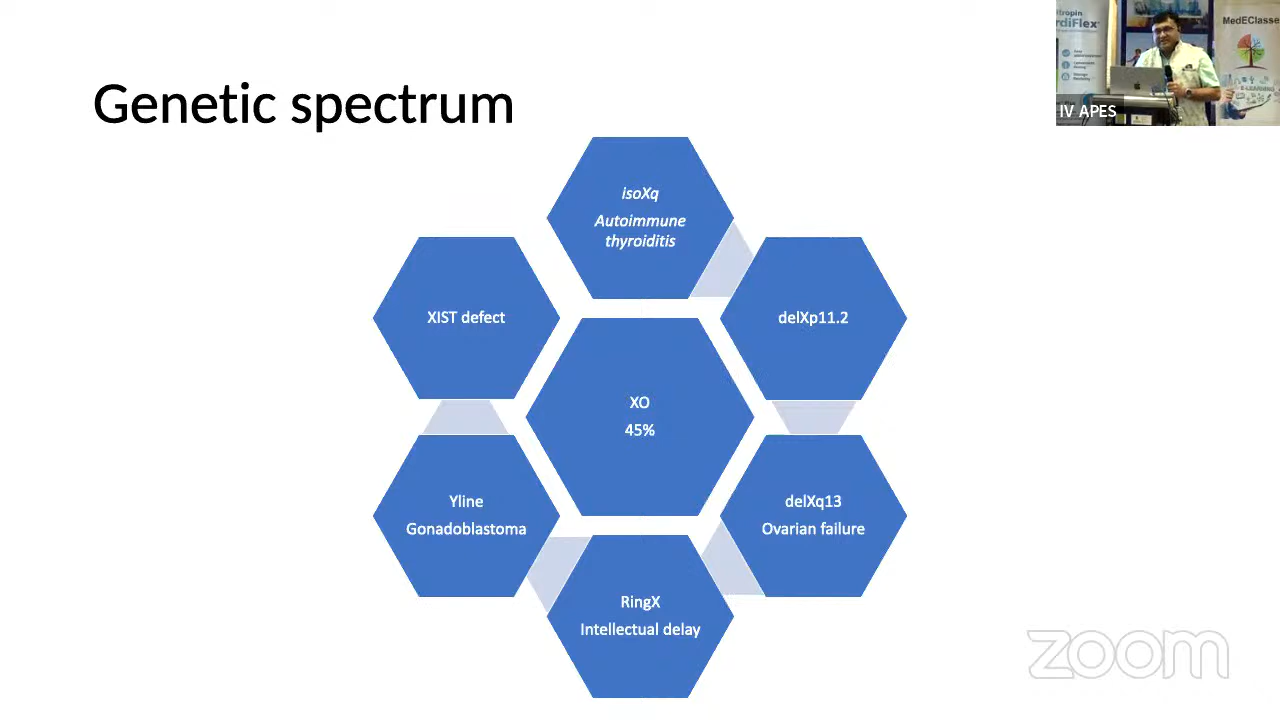 Genetic spectrum
isoXq
Autoimmune
thyroiditis
delXp11.2
delXq13
Ovarian failure
RingX
Intellectual delay
Yline
Gonadoblastoma
XIST defect
XO
45%
IV APES
MedEClasse
E-LEARNING
zoom